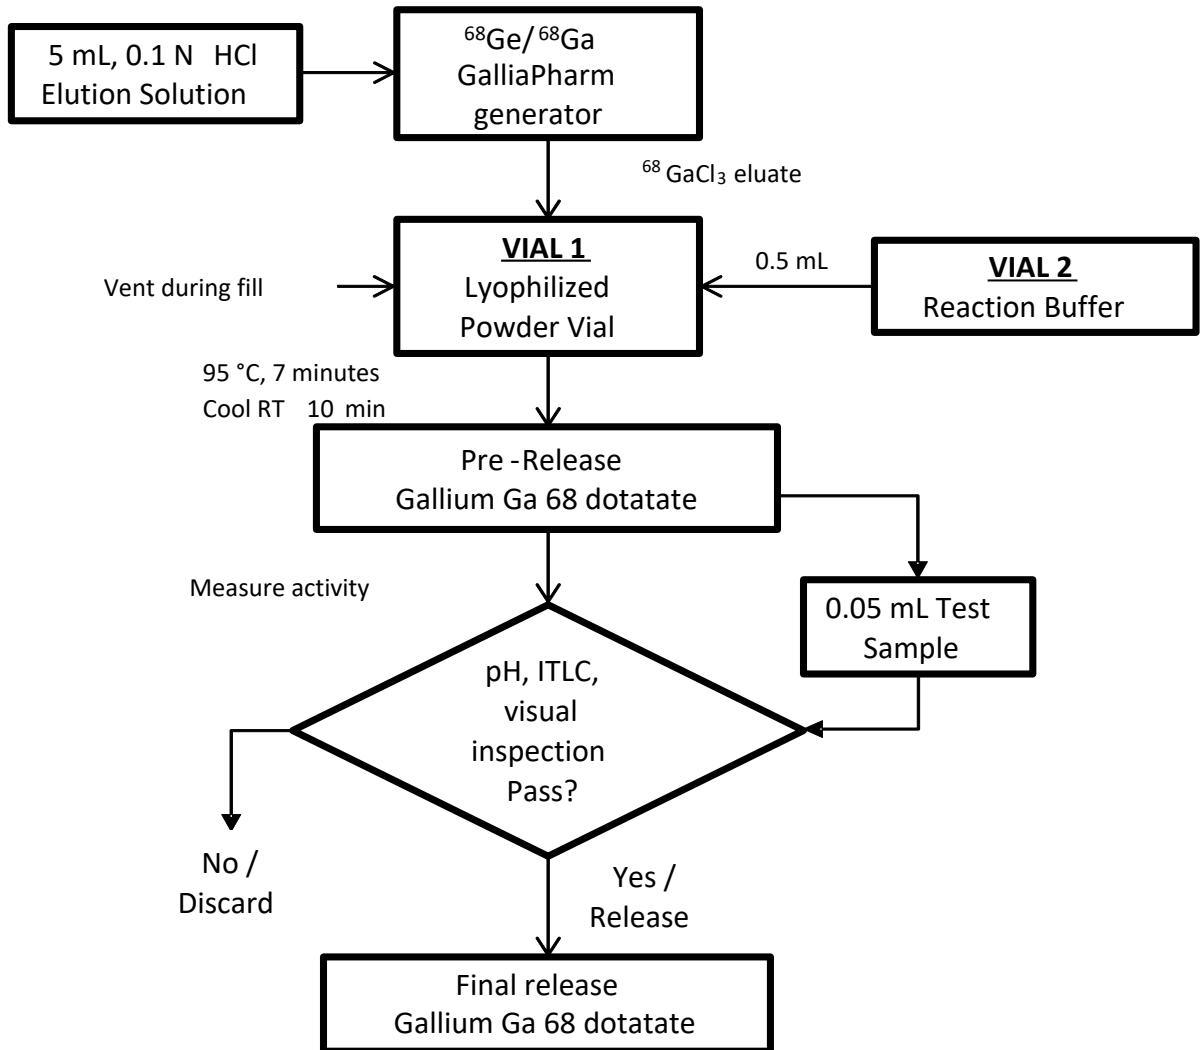 5 mL, 0.1 N HCl
Elution Solution
⁶⁸Ge/ ⁶⁸Ga
GalliaPharm
generator
⁶⁸ GaCl₃ eluate
Vent during fill
VIAL 1
Lyophilized
Powder Vial
0.5 mL
VIAL 2
Reaction Buffer
95 °C, 7 minutes
Cool RT 10 min
Pre -Release
Gallium Ga 68 dotatate
Measure activity
0.05 mL Test
Sample
pH, ITLC,
visual
inspection
Pass?
No /
Discard
Yes /
Release
Final release
Gallium Ga 68 dotatate